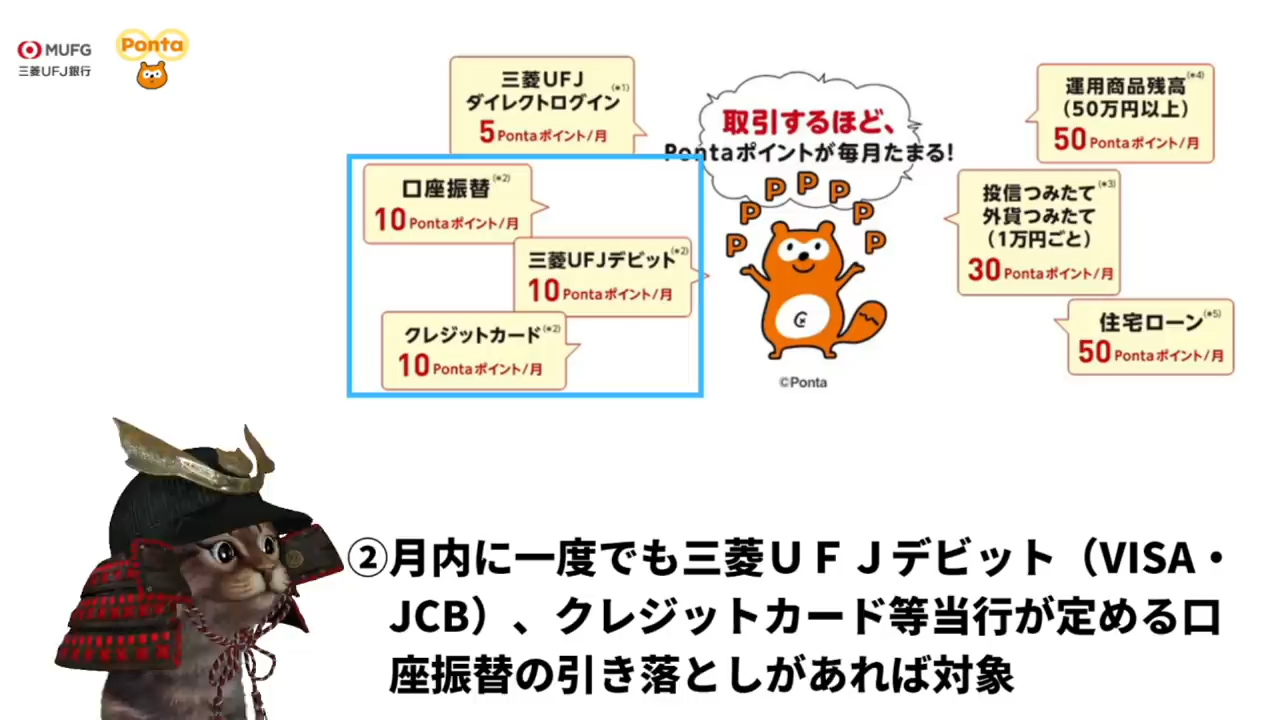 MUFG
三菱UFJ銀行
Ponta
三菱UFJ
ダイレクトログイン(*1)
5 Pontaポイント/月
口座振替(*2)
10 Pontaポイント/月
三菱UFJデビット(*2)
10 Pontaポイント/月
クレジットカード(*2)
10 Pontaポイント/月
取引するほど、
Pontaポイントが毎月たまる!
P P P P P P P
©Ponta
運用商品残高(*4)
(50万円以上)
50 Pontaポイント/月
投信つみたて(*3)
外貨つみたて
(1万円ごと)
30 Pontaポイント/月
住宅ローン(*5)
50 Pontaポイント/月
②月内に一度でも三菱ＵＦＪデビット（VISA・
JCB）、クレジットカード等当行が定める口
座振替の引き落としがあれば対象